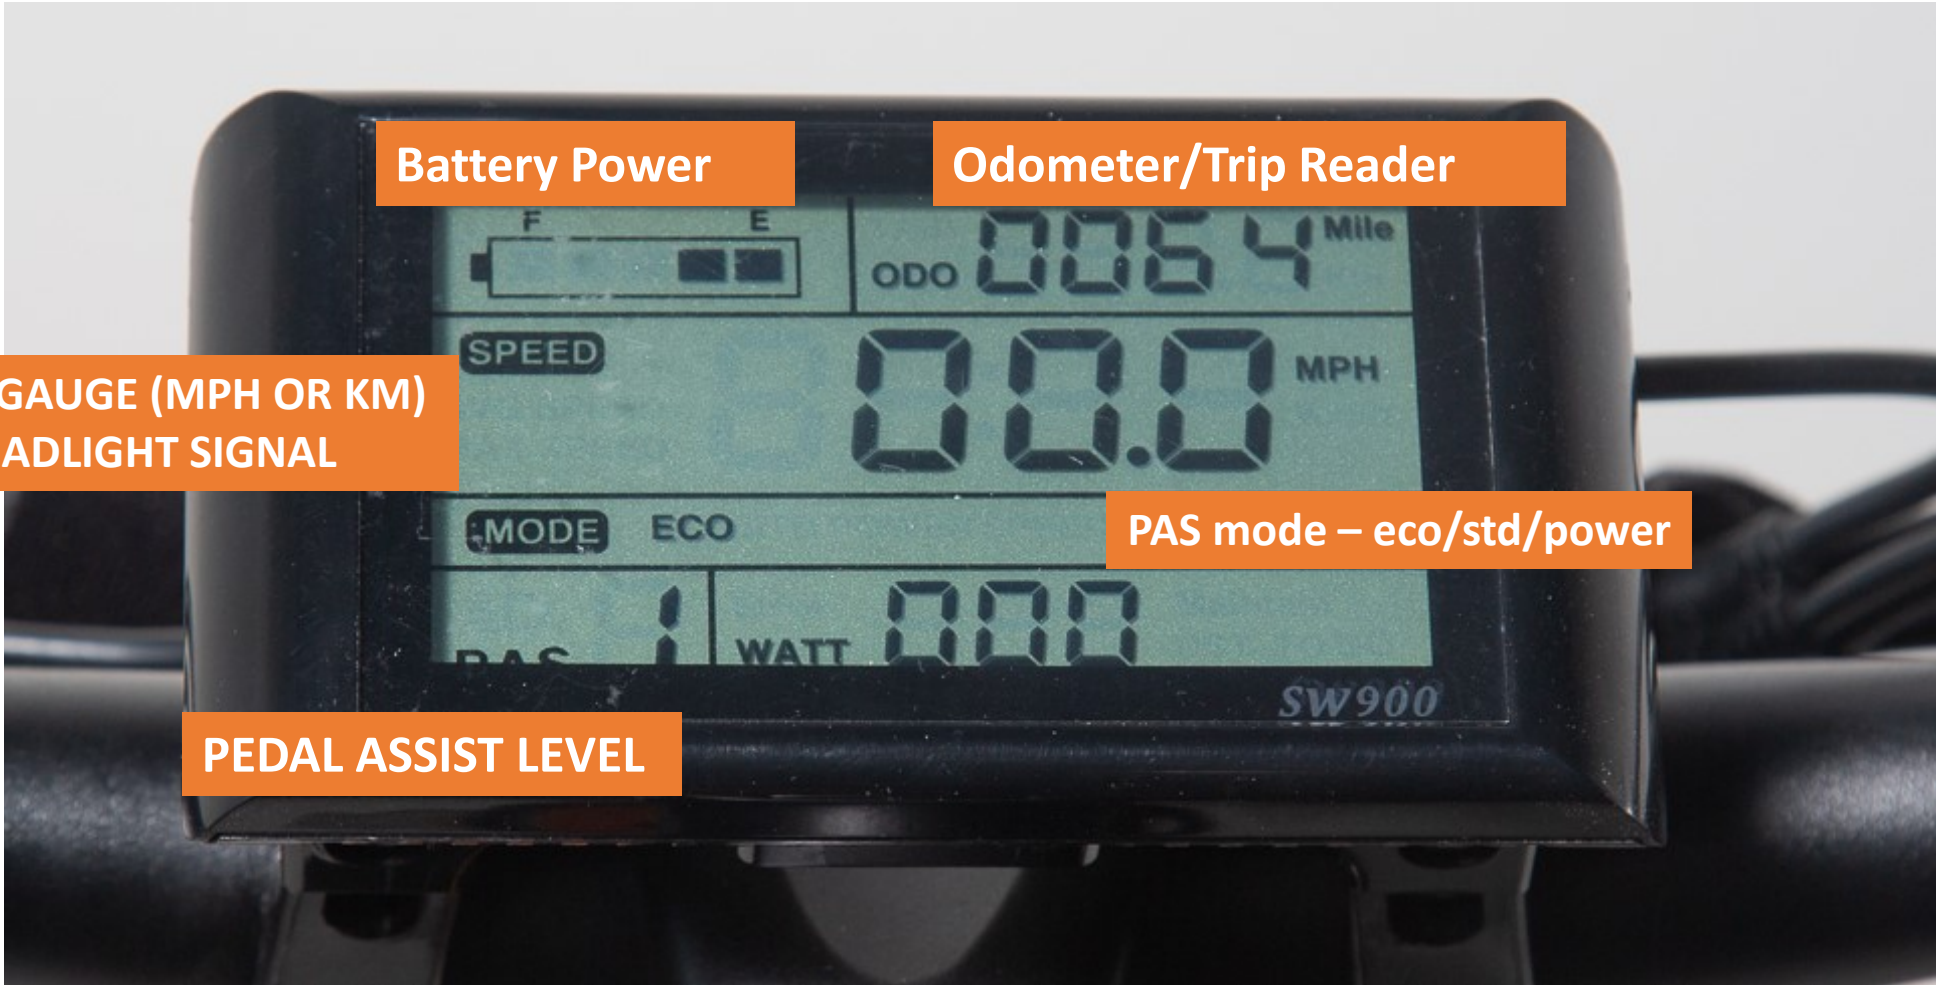 Battery Power
Odometer/Trip Reader
F E
ODO 0064 Mile
SPEED
00.0 MPH
GAUGE (MPH OR KM)
ADLIGHT SIGNAL
MODE ECO
PAS mode – eco/std/power
PAS 1
WATT 000
SW900
PEDAL ASSIST LEVEL